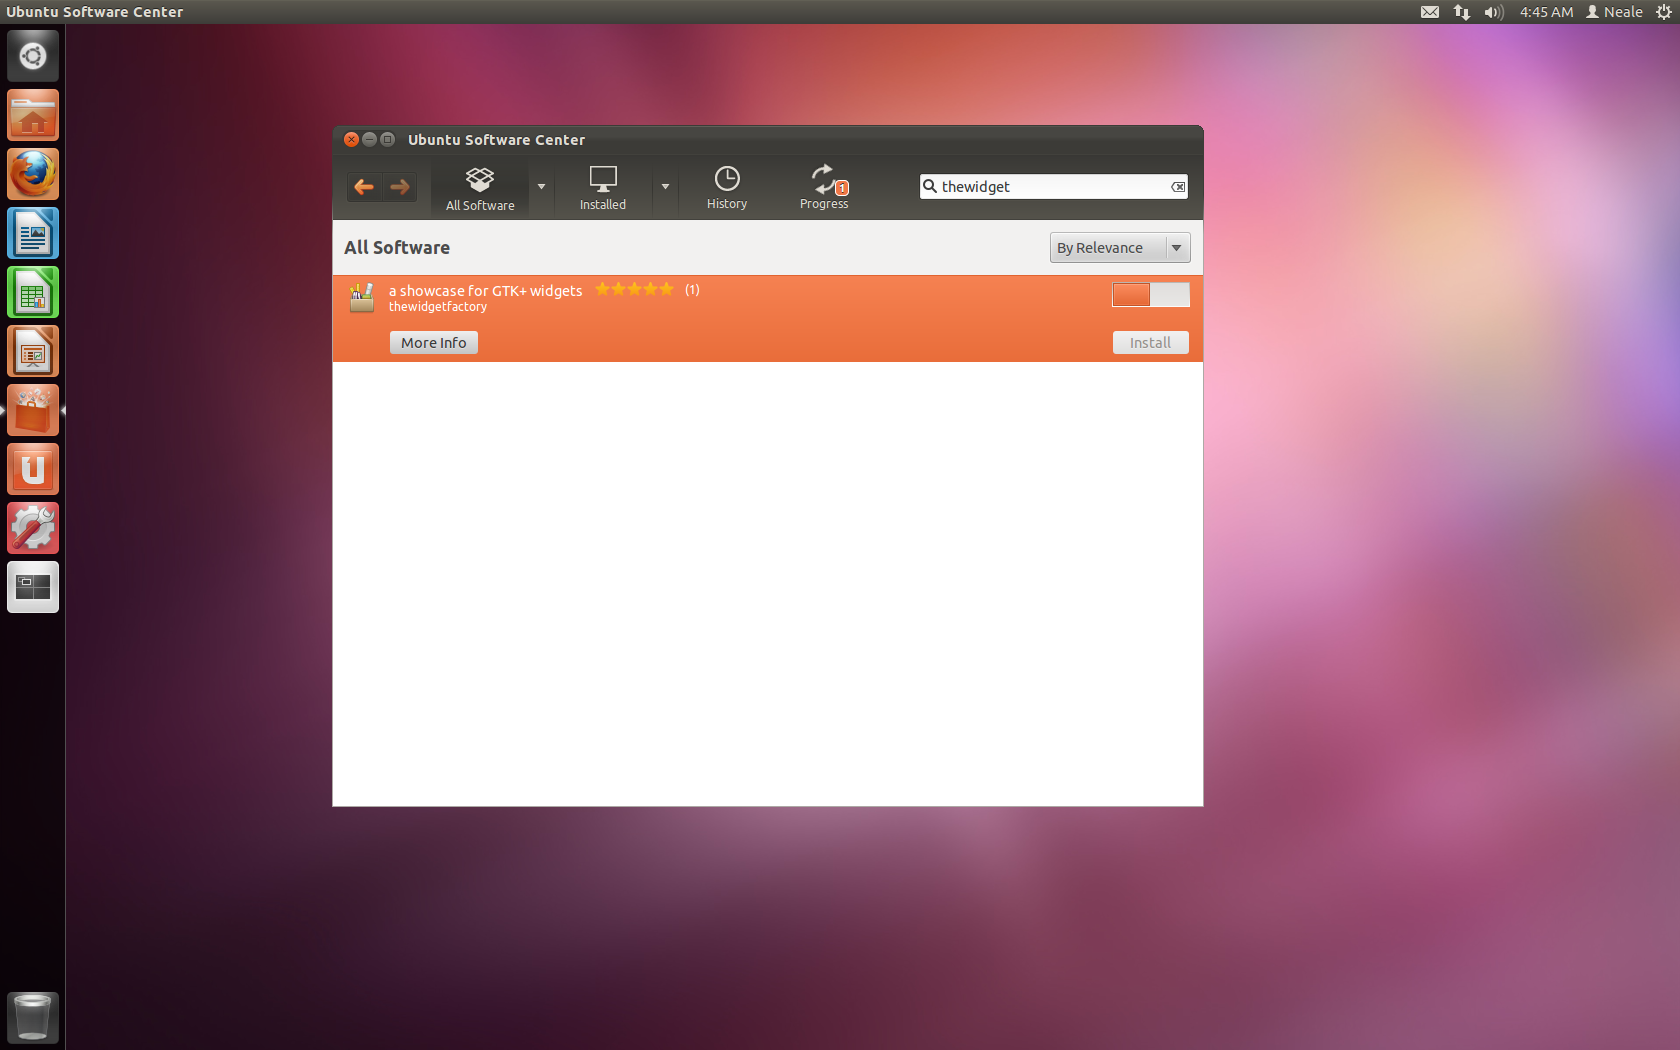 Ubuntu Software Center
4:45 AM Neale
Ubuntu Software Center
All Software
Installed
History
1
Progress
thewidget
All Software
By Relevance
a showcase for GTK+ widgets (1)
thewidgetfactory
More Info
Install